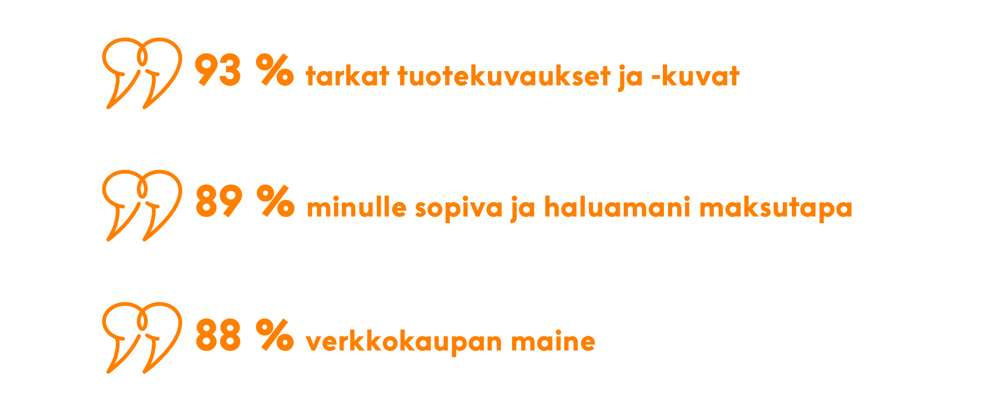 93 % tarkat tuotekuvaukset ja -kuvat
89 % minulle sopiva ja haluamani maksutapa
88 % verkkokaupan maine